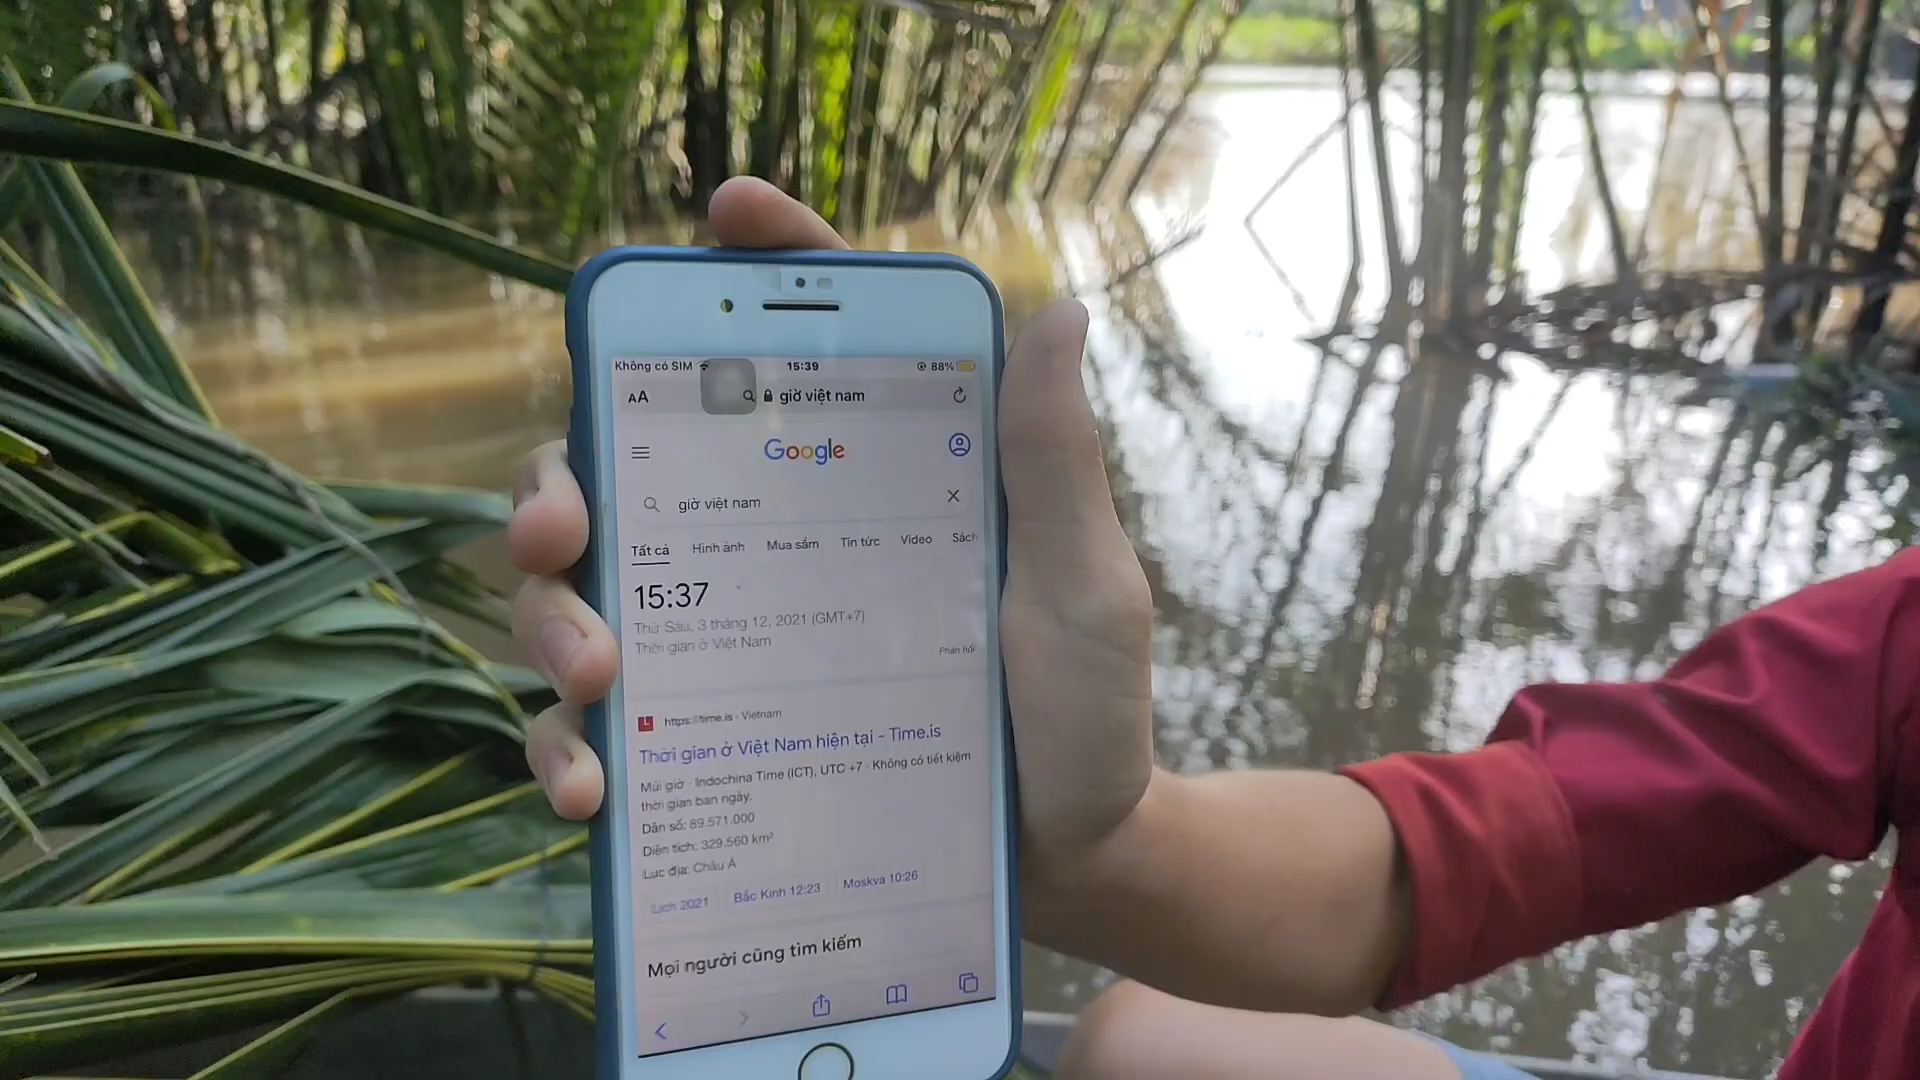 Không có SIM 15:39 88%
AA giờ việt nam
Google
giờ việt nam
Tất cả Hình ảnh Mua sắm Tin tức Video Sách
15:37
Thứ Sáu, 3 tháng 12, 2021 (GMT+7)
Thời gian ở Việt Nam
Phản hồi
https://time.is › Vietnam
Thời gian ở Việt Nam hiện tại - Time.is
Múi giờ · Indochina Time (ICT), UTC +7 · Không có tiết kiệm
thời gian ban ngày.
Dân số: 89.571.000
Diện tích: 329.560 km²
Lục địa: Châu Á
Lịch 2021 Bắc Kinh 12:23 Moskva 10:26
Mọi người cũng tìm kiếm